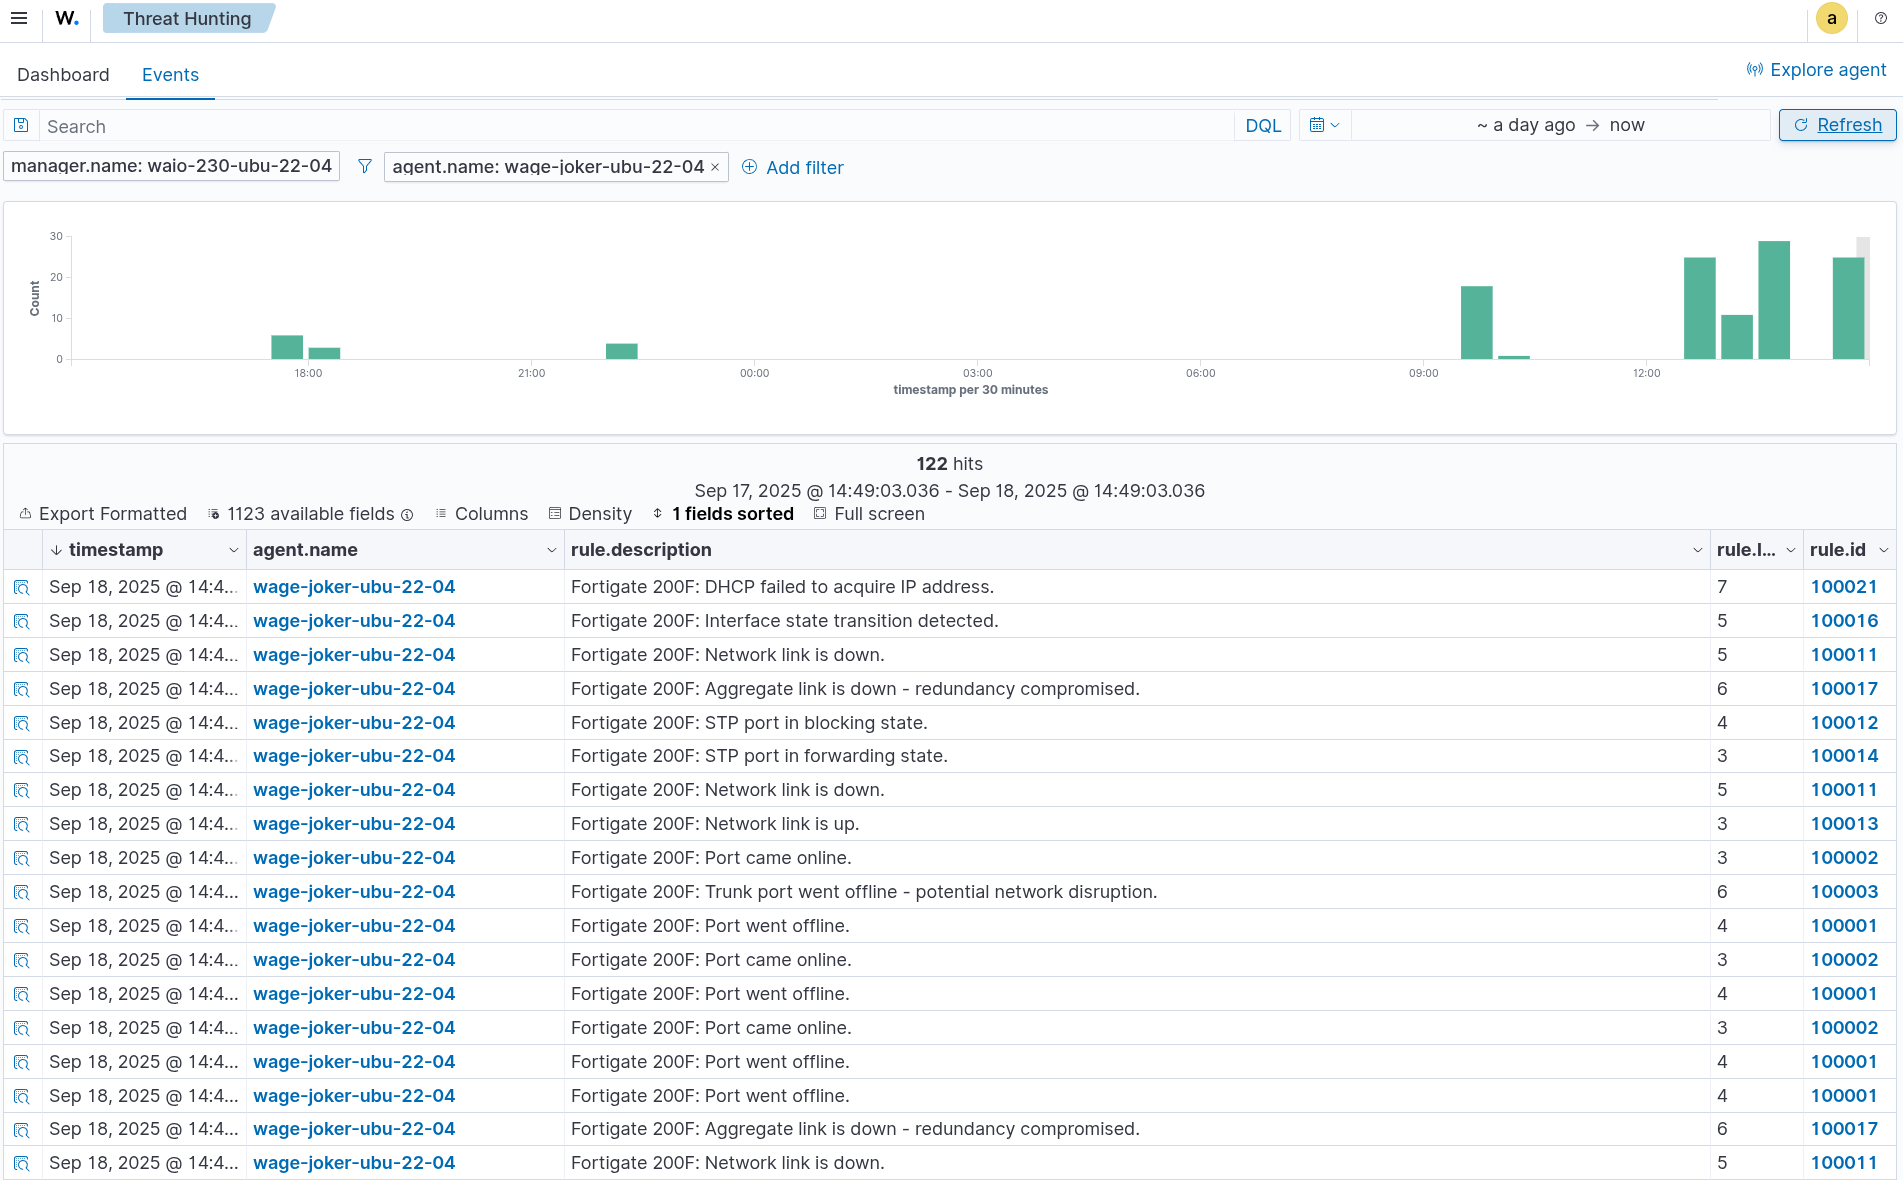 W. Threat Hunting a
Dashboard Events Explore agent
Search DQL ~ a day ago → now Refresh
manager.name: waio-230-ubu-22-04 agent.name: wage-joker-ubu-22-04 × Add filter
30
20
10
0
Count
18:00 21:00 00:00 03:00 06:00 09:00 12:00
timestamp per 30 minutes
122 hits
Sep 17, 2025 @ 14:49:03.036 - Sep 18, 2025 @ 14:49:03.036
Export Formatted 1123 available fields Columns Density 1 fields sorted Full screen
timestamp agent.name rule.description rule.l... rule.id
Sep 18, 2025 @ 14:4... wage-joker-ubu-22-04 Fortigate 200F: DHCP failed to acquire IP address. 7 100021
Sep 18, 2025 @ 14:4... wage-joker-ubu-22-04 Fortigate 200F: Interface state transition detected. 5 100016
Sep 18, 2025 @ 14:4... wage-joker-ubu-22-04 Fortigate 200F: Network link is down. 5 100011
Sep 18, 2025 @ 14:4... wage-joker-ubu-22-04 Fortigate 200F: Aggregate link is down - redundancy compromised. 6 100017
Sep 18, 2025 @ 14:4... wage-joker-ubu-22-04 Fortigate 200F: STP port in blocking state. 4 100012
Sep 18, 2025 @ 14:4... wage-joker-ubu-22-04 Fortigate 200F: STP port in forwarding state. 3 100014
Sep 18, 2025 @ 14:4... wage-joker-ubu-22-04 Fortigate 200F: Network link is down. 5 100011
Sep 18, 2025 @ 14:4... wage-joker-ubu-22-04 Fortigate 200F: Network link is up. 3 100013
Sep 18, 2025 @ 14:4... wage-joker-ubu-22-04 Fortigate 200F: Port came online. 3 100002
Sep 18, 2025 @ 14:4... wage-joker-ubu-22-04 Fortigate 200F: Trunk port went offline - potential network disruption. 6 100003
Sep 18, 2025 @ 14:4... wage-joker-ubu-22-04 Fortigate 200F: Port went offline. 4 100001
Sep 18, 2025 @ 14:4... wage-joker-ubu-22-04 Fortigate 200F: Port came online. 3 100002
Sep 18, 2025 @ 14:4... wage-joker-ubu-22-04 Fortigate 200F: Port went offline. 4 100001
Sep 18, 2025 @ 14:4... wage-joker-ubu-22-04 Fortigate 200F: Port came online. 3 100002
Sep 18, 2025 @ 14:4... wage-joker-ubu-22-04 Fortigate 200F: Port went offline. 4 100001
Sep 18, 2025 @ 14:4... wage-joker-ubu-22-04 Fortigate 200F: Port went offline. 4 100001
Sep 18, 2025 @ 14:4... wage-joker-ubu-22-04 Fortigate 200F: Aggregate link is down - redundancy compromised. 6 100017
Sep 18, 2025 @ 14:4... wage-joker-ubu-22-04 Fortigate 200F: Network link is down. 5 100011